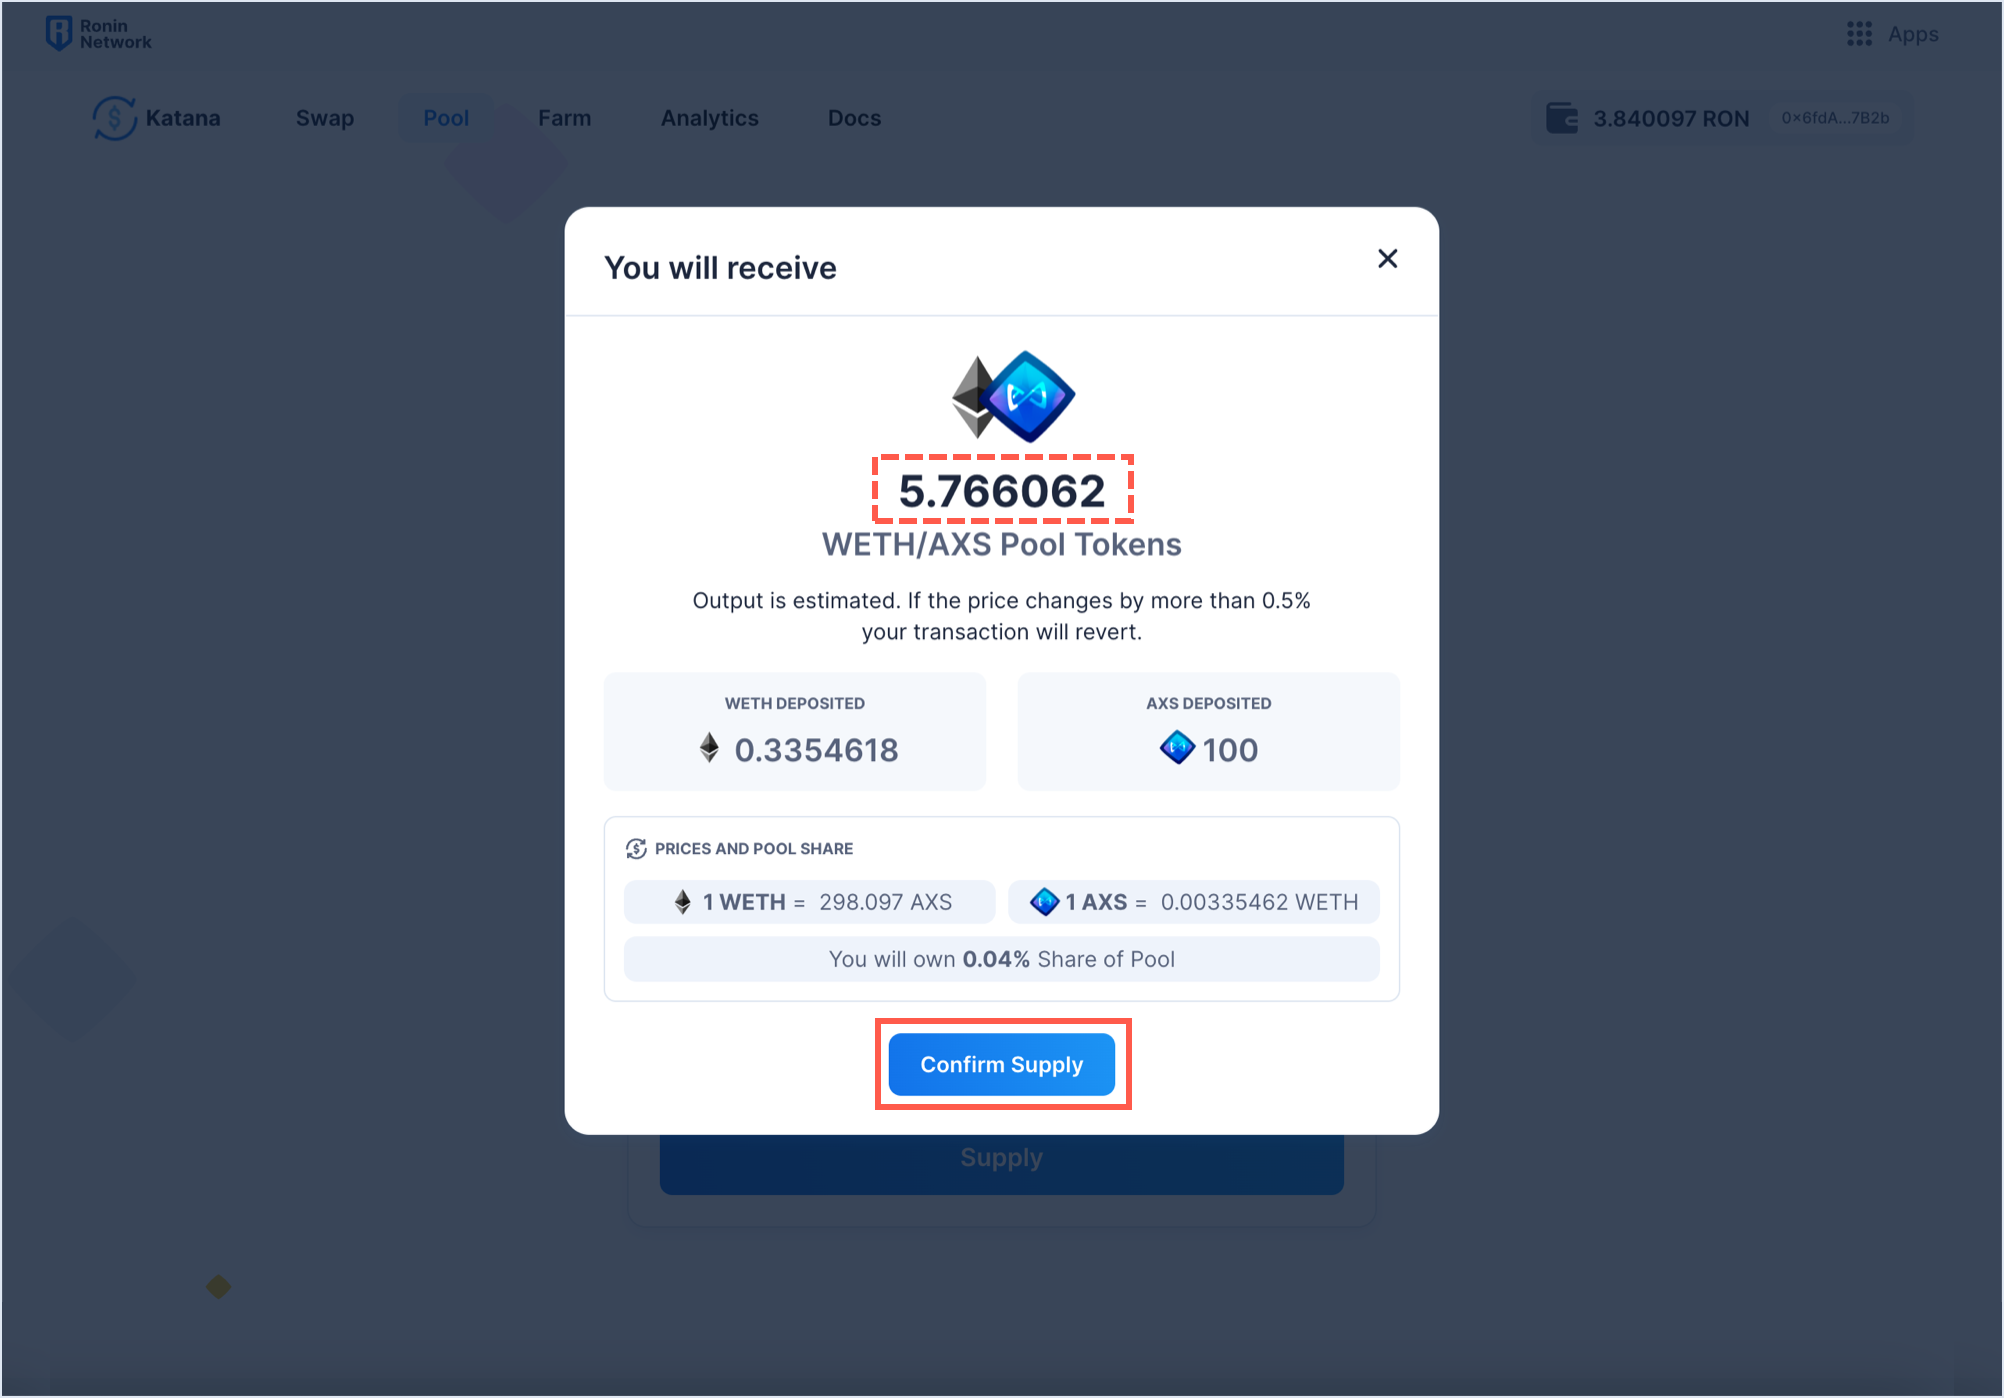 Ronin
Network
Apps
Katana
Swap
Pool
Farm
Analytics
Docs
3.840097 RON
0x6fdA...7B2b
You will receive
5.766062
WETH/AXS Pool Tokens
Output is estimated. If the price changes by more than 0.5%
your transaction will revert.
WETH DEPOSITED
0.3354618
AXS DEPOSITED
100
PRICES AND POOL SHARE
1 WETH = 298.097 AXS
1 AXS = 0.00335462 WETH
You will own 0.04% Share of Pool
Confirm Supply
Supply